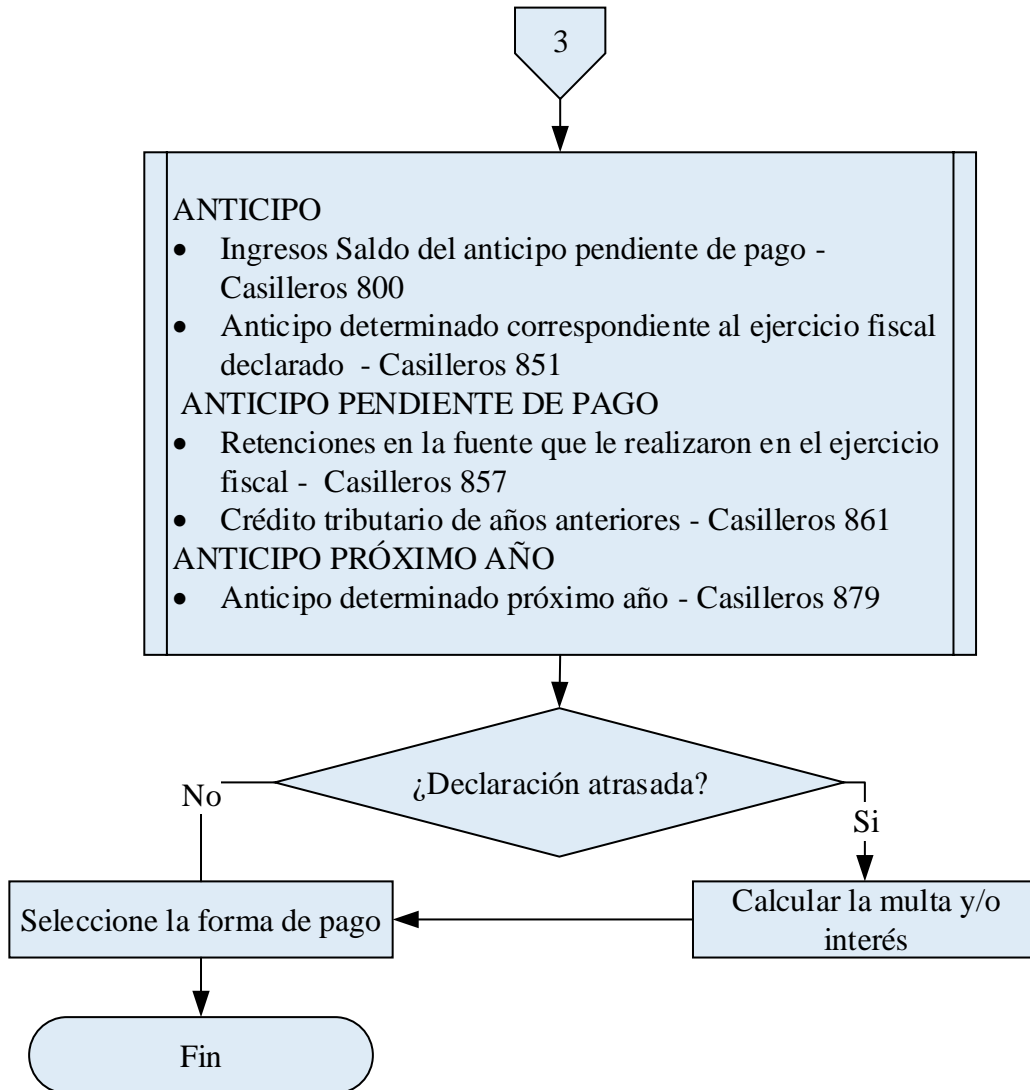 3
ANTICIPO
• Ingresos Saldo del anticipo pendiente de pago -
Casilleros 800
• Anticipo determinado correspondiente al ejercicio fiscal
declarado - Casilleros 851
ANTICIPO PENDIENTE DE PAGO
• Retenciones en la fuente que le realizaron en el ejercicio
fiscal - Casilleros 857
• Crédito tributario de años anteriores - Casilleros 861
ANTICIPO PRÓXIMO AÑO
• Anticipo determinado próximo año - Casilleros 879
¿Declaración atrasada?
No
Si
Seleccione la forma de pago
Calcular la multa y/o
interés
Fin